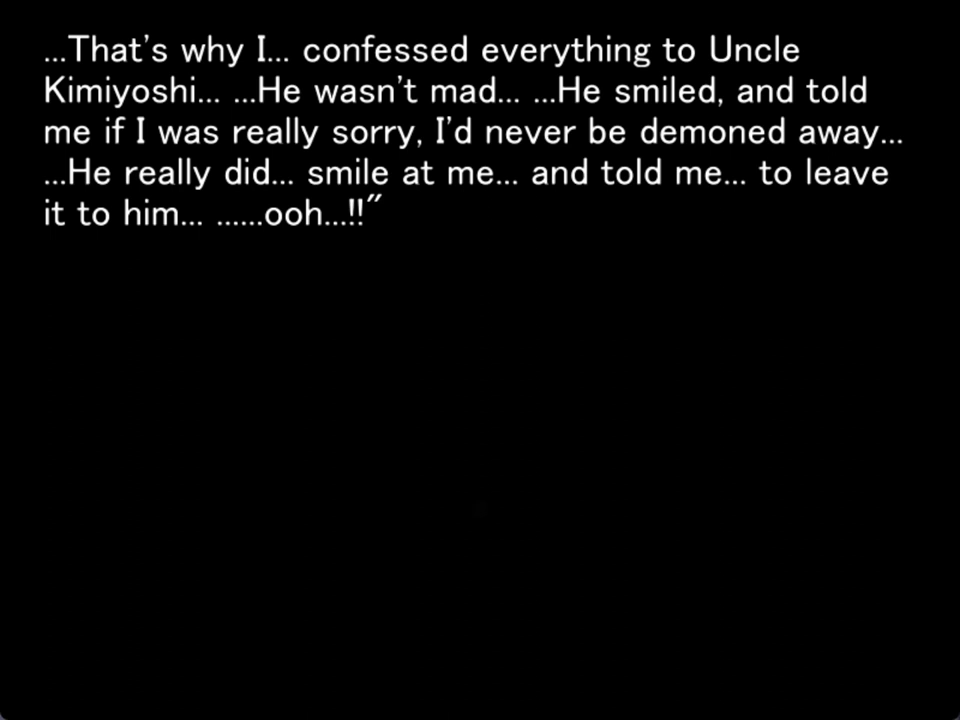 ...That's why I... confessed everything to Uncle
Kimiyoshi... ...He wasn't mad... ...He smiled, and told
me if I was really sorry, I'd never be demoned away...
...He really did... smile at me... and told me... to leave
it to him... ......ooh...!!"